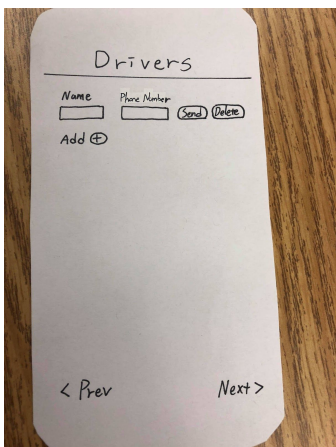 Drivers
Name Phone Number
Send Delete
Add +
< Prev Next >